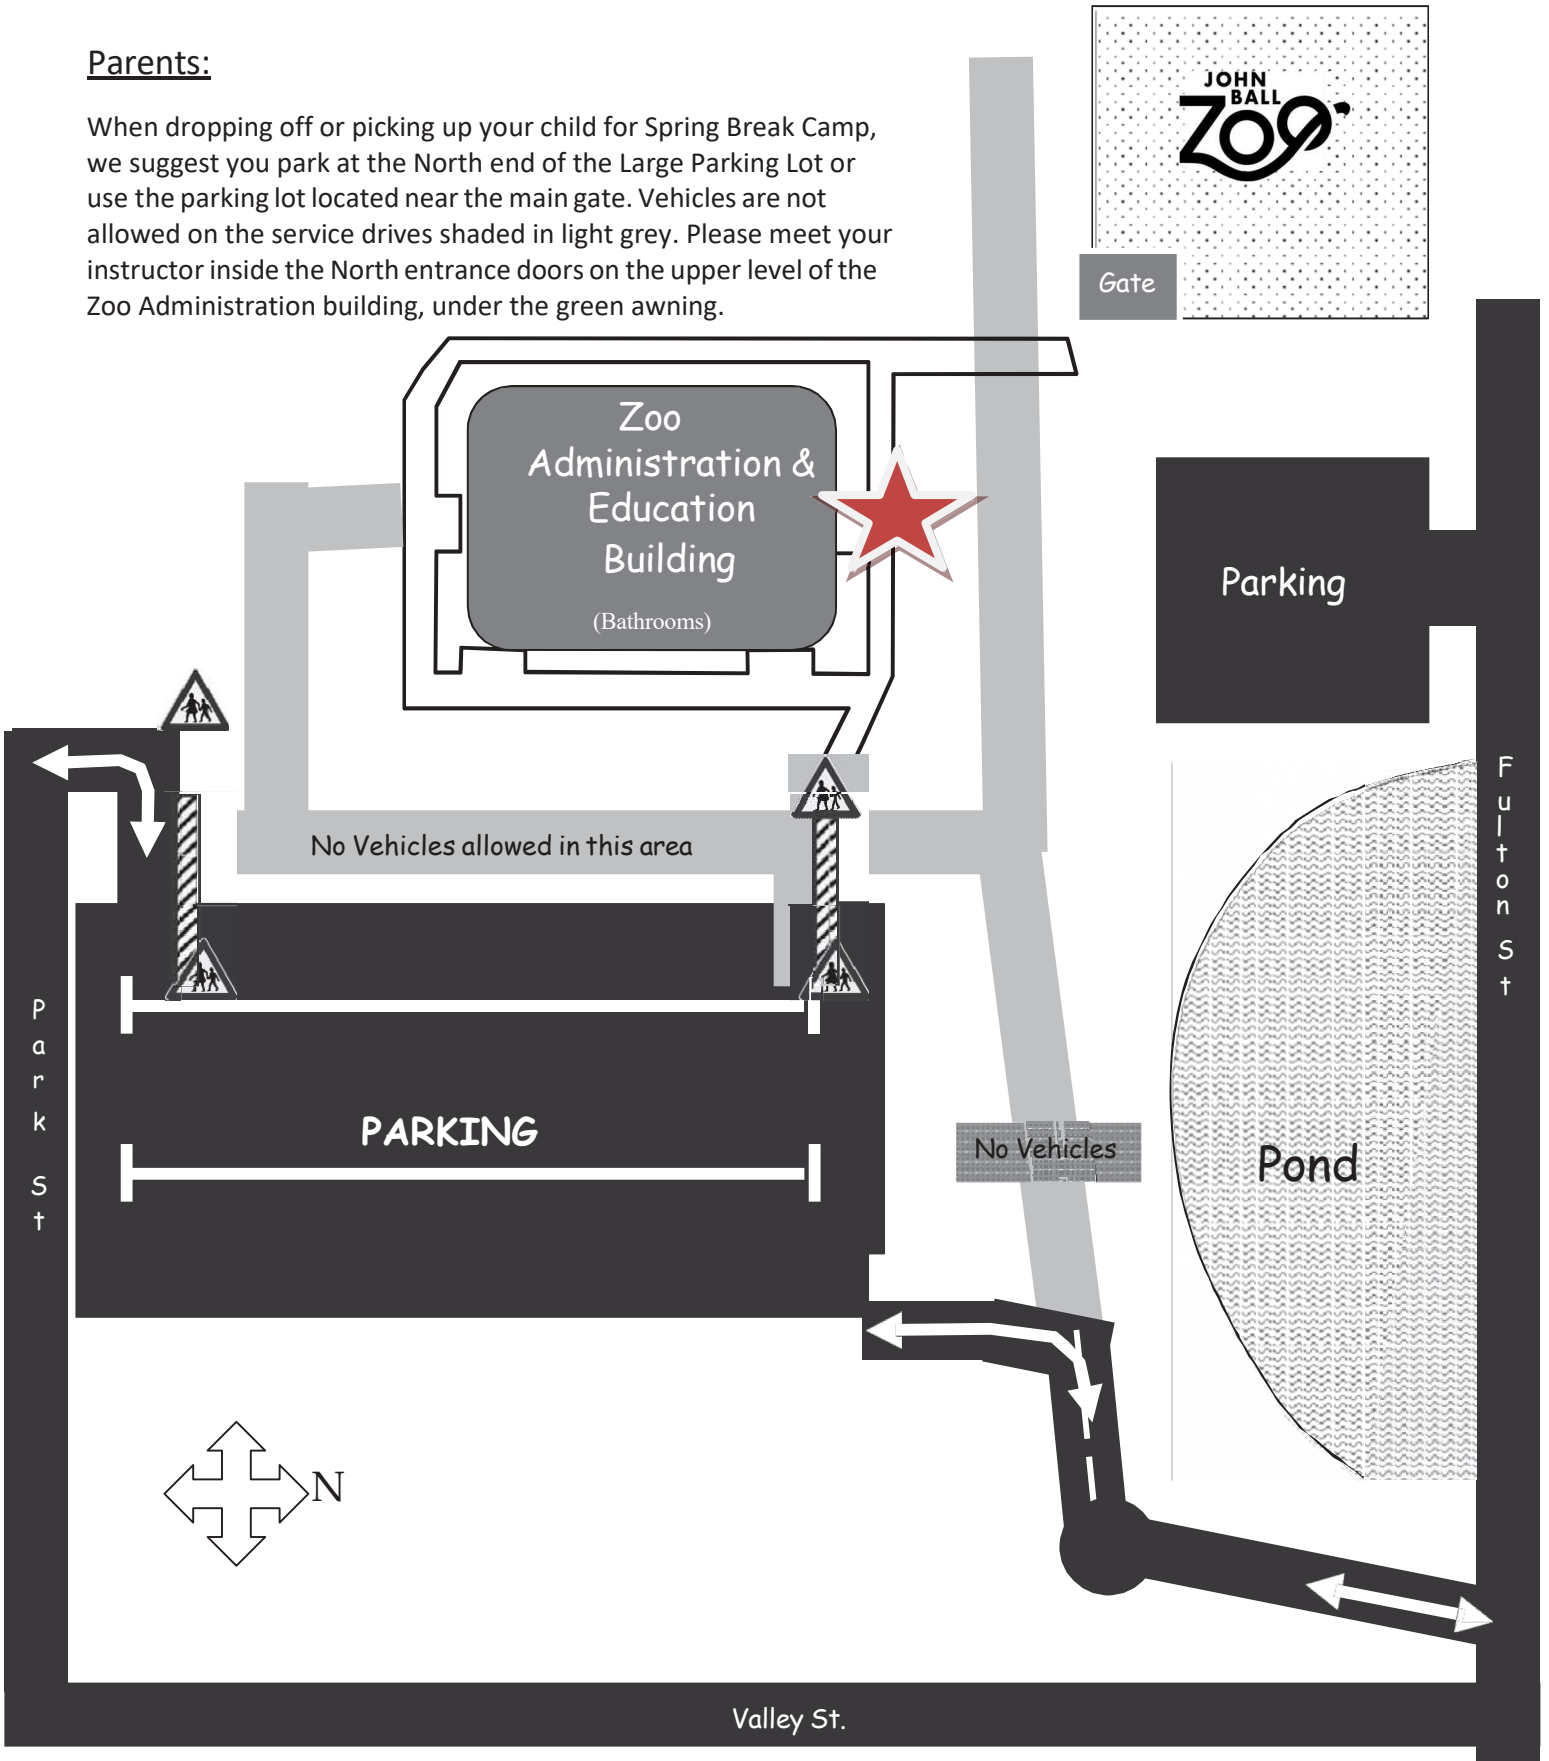 Parents:
When dropping off or picking up your child for Spring Break Camp,
we suggest you park at the North end of the Large Parking Lot or
use the parking lot located near the main gate. Vehicles are not
allowed on the service drives shaded in light grey. Please meet your
instructor inside the North entrance doors on the upper level of the
Zoo Administration building, under the green awning.
JOHN
BALL
ZOO
Gate
Zoo
Administration &
Education
Building
(Bathrooms)
Parking
No Vehicles allowed in this area
Fulton St
Park St
PARKING
No Vehicles
Pond
N
Valley St.